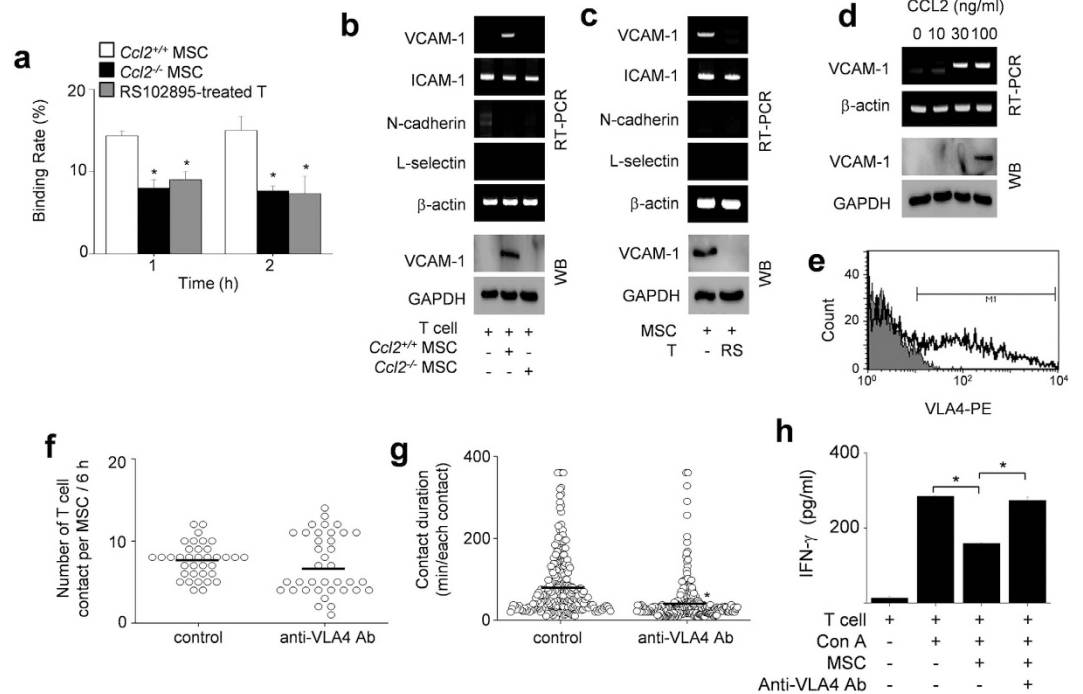 a
Ccl2+/+ MSC
Ccl2-/- MSC
RS102895-treated T
Binding Rate (%)
20
10
0
* * * *
1 2
Time (h)
b
VCAM-1
ICAM-1
N-cadherin
L-selectin
β-actin
RT-PCR
VCAM-1
GAPDH
WB
T cell + + +
Ccl2+/+ MSC - + -
Ccl2-/- MSC - - +
c
VCAM-1
ICAM-1
N-cadherin
L-selectin
β-actin
RT-PCR
VCAM-1
GAPDH
WB
MSC + +
T - RS
d
CCL2 (ng/ml)
0 10 30 100
VCAM-1
β-actin
RT-PCR
VCAM-1
GAPDH
WB
e
Count
50
40
20
0
M1
10^0 10^2 10^4
VLA4-PE
f
Number of T cell
contact per MSC / 6 h
20
10
0
control anti-VLA4 Ab
g
Contact duration
(min/each contact)
400
200
0
*
control anti-VLA4 Ab
h
IFN-γ (pg/ml)
400
200
* *
T cell + + + +
Con A - + + +
MSC - - + +
Anti-VLA4 Ab - - - +